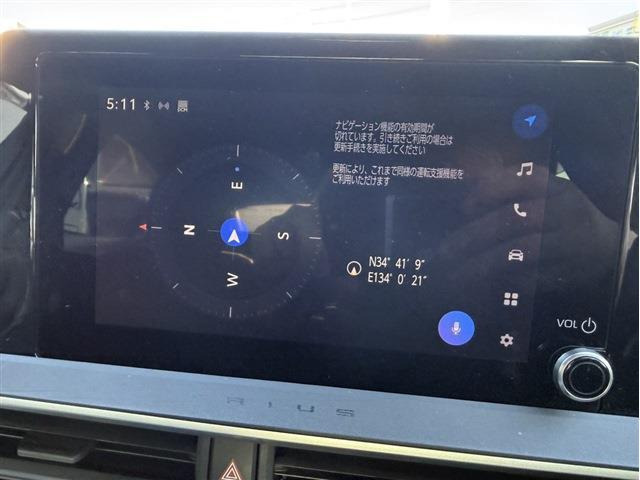 5:11
ナビゲーション機能の有効期間が
切れています。引き続きご利用の場合は
更新手続きを実施してください
更新により、これまで同様の運転支援機能を
ご利用いただけます
E
N
S
W
N34° 41' 9"
E134° 0' 21"
VOL
RIUS